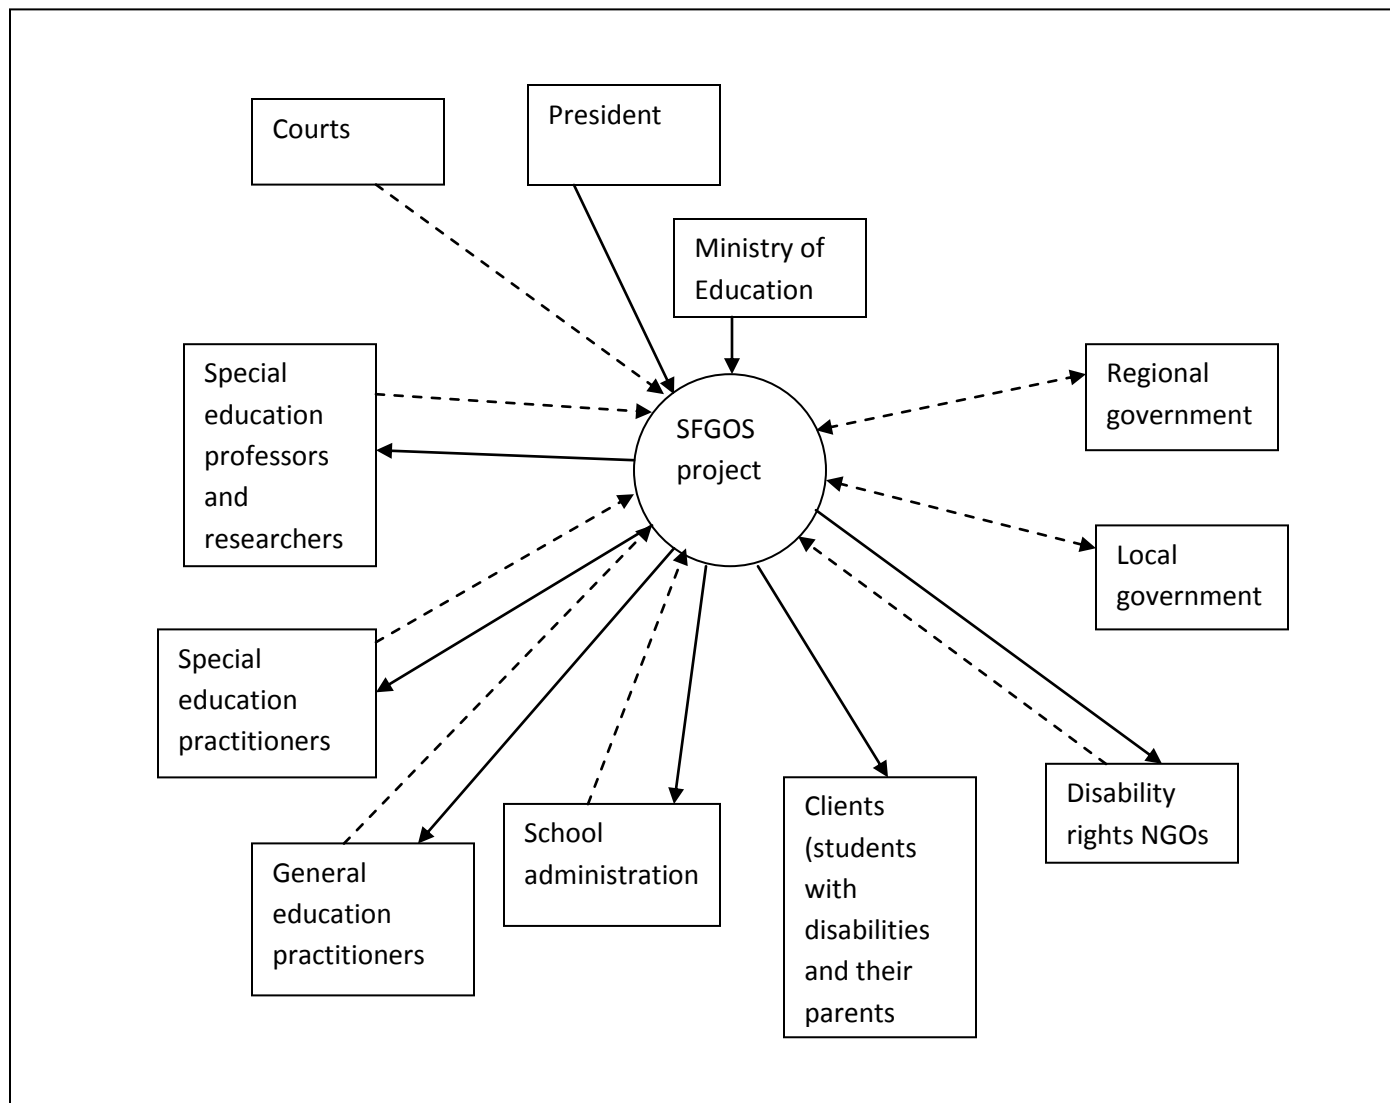 Courts
President
Ministry of
Education
Special
education
professors
and
researchers
SFGOS
project
Regional
government
Local
government
Special
education
practitioners
General
education
practitioners
School
administration
Clients
(students
with
disabilities
and their
parents
Disability
rights NGOs